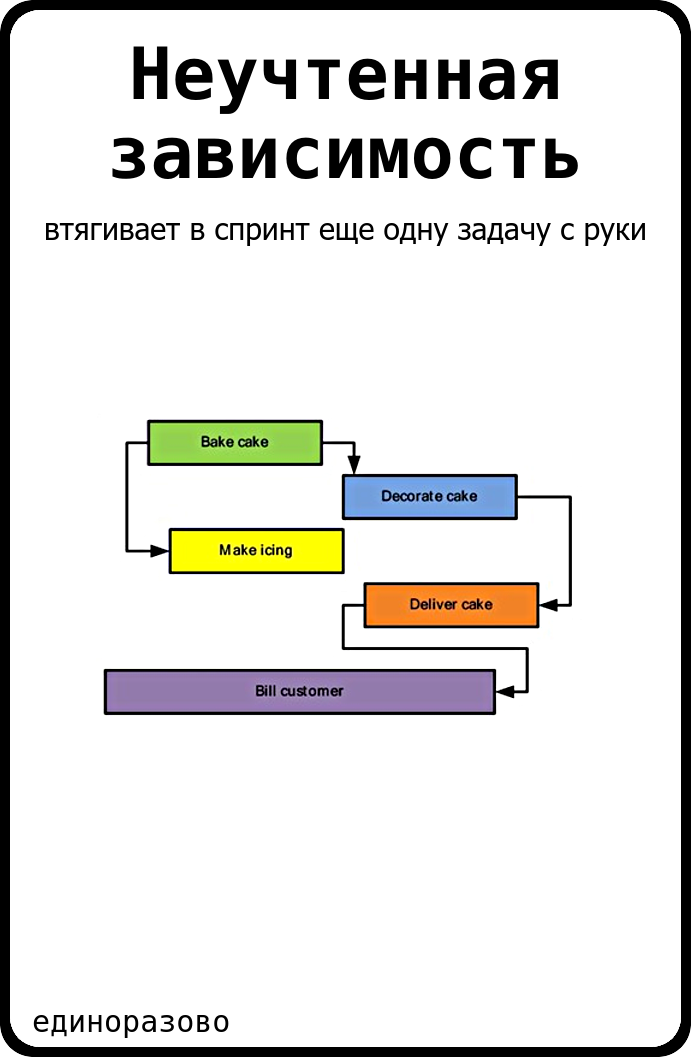 Неучтенная
зависимость
втягивает в спринт еще одну задачу с руки
Bake cake
Decorate cake
Make icing
Deliver cake
Bill customer
единоразово